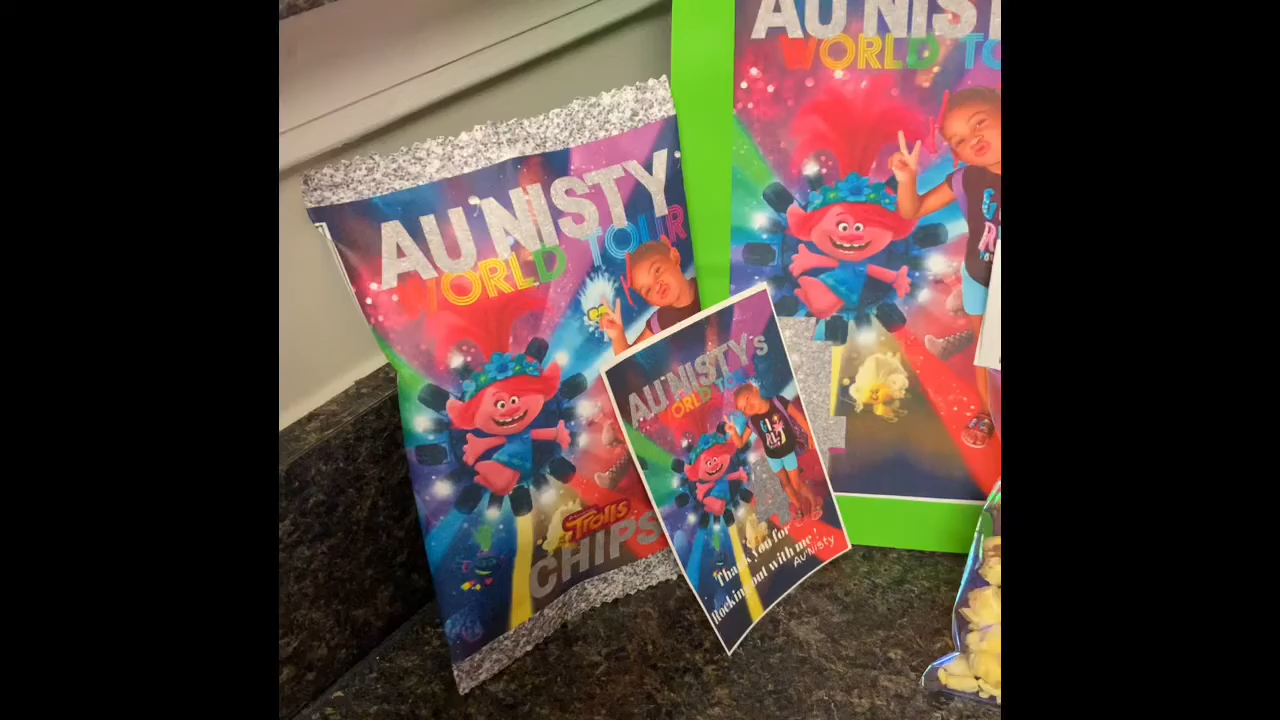 AU'NISTY
WORLD TOUR
Trolls
CHIPS
AU'NISTY's
WORLD TOUR
Thank you for
Rocking out with me!
Au'Nisty
AU'NIST
WORLD TO